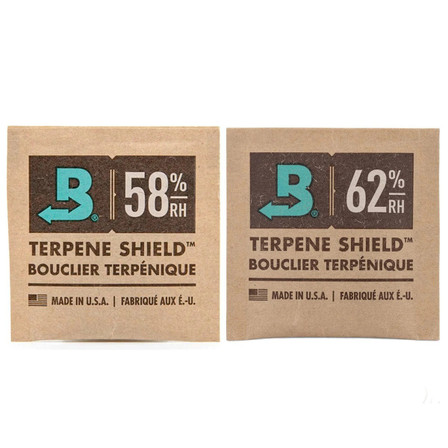 B® 58% RH
TERPENE SHIELD™
BOUCLIER TERPÉNIQUE
MADE IN U.S.A. | FABRIQUÉ AUX É.-U.
B® 62% RH
TERPENE SHIELD™
BOUCLIER TERPÉNIQUE
MADE IN U.S.A. | FABRIQUÉ AUX É.-U.